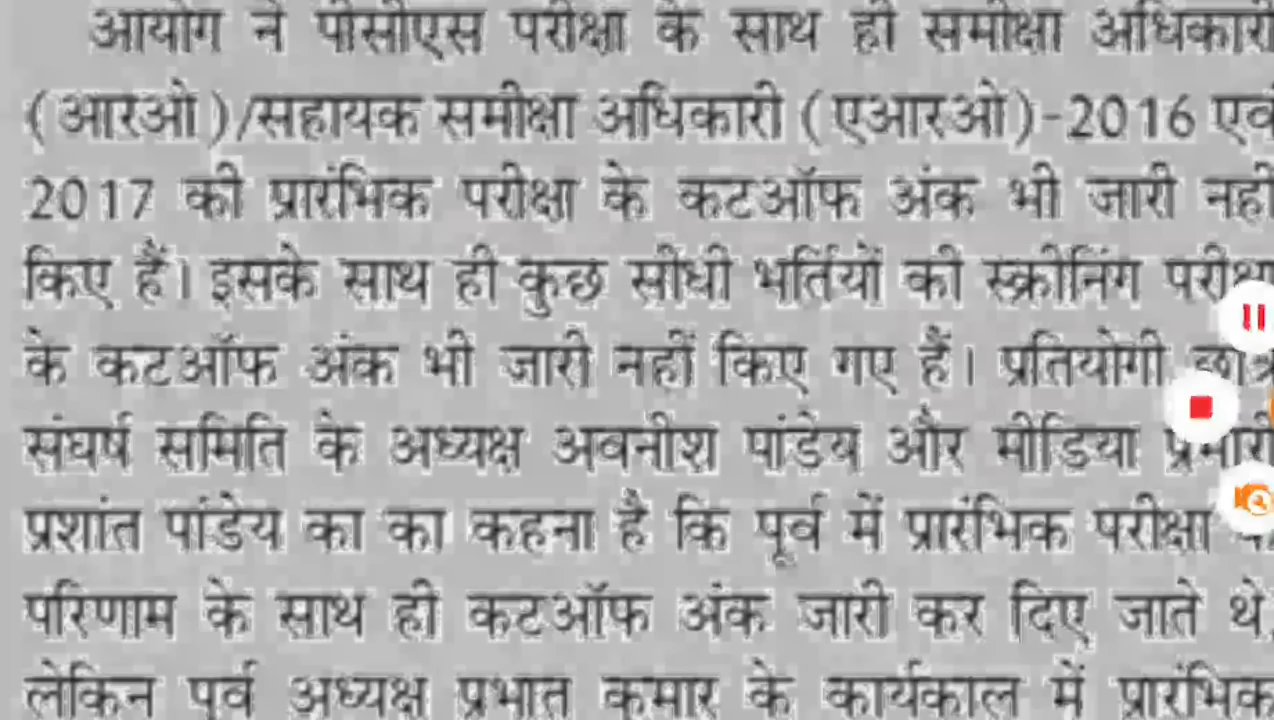 आयोग ने पीसीएस परीक्षा के साथ ही समीक्षा अधिकारी
(आरओ)/सहायक समीक्षा अधिकारी (एआरओ)-2016 एवं
2017 की प्रारंभिक परीक्षा के कटऑफ अंक भी जारी नहीं
किए हैं। इसके साथ ही कुछ सीधी भर्तियों की स्क्रीनिंग परीक्षा
के कटऑफ अंक भी जारी नहीं किए गए हैं। प्रतियोगी छात्र
संघर्ष समिति के अध्यक्ष अवनीश पांडेय और मीडिया प्रभारी
प्रशांत पांडेय का का कहना है कि पूर्व में प्रारंभिक परीक्षा
परिणाम के साथ ही कटऑफ अंक जारी कर दिए जाते थे,
लेकिन पूर्व अध्यक्ष प्रभात कुमार के कार्यकाल में प्रारंभिक